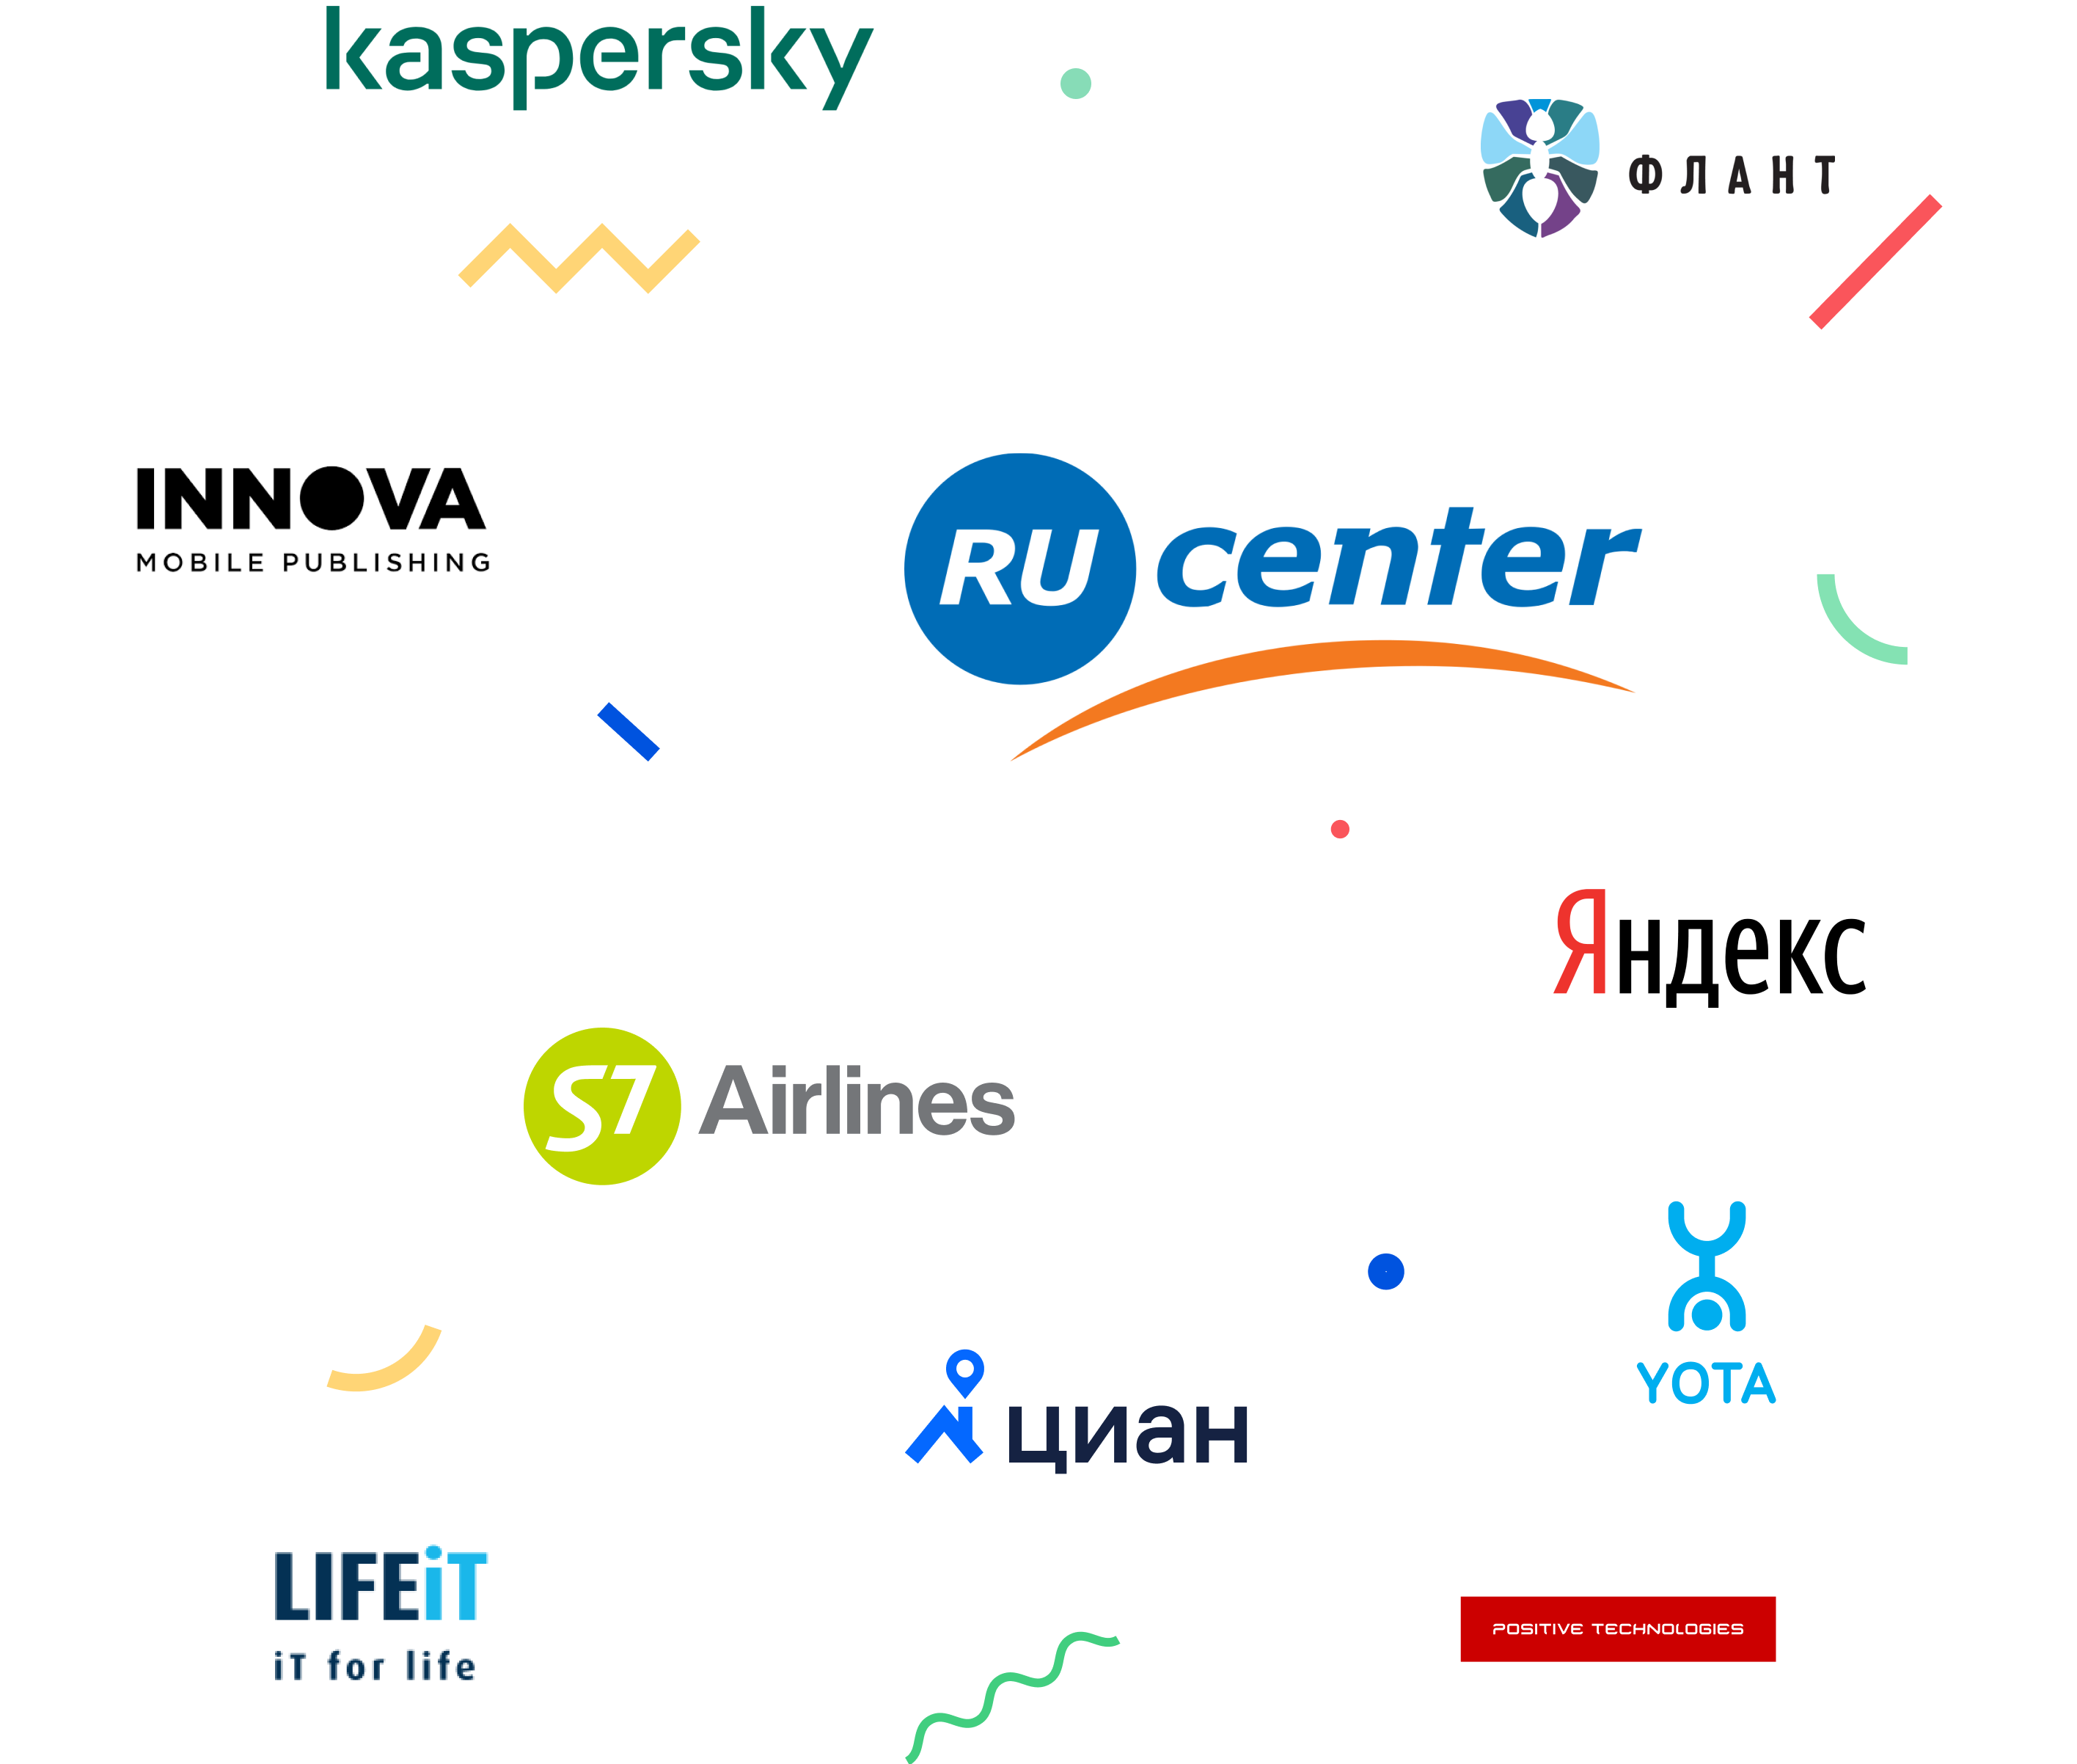 kaspersky
ФЛАНТ
INNOVA
MOBILE PUBLISHING
RU center
Яндекс
S7 Airlines
YOTA
циан
LIFEiT
iT for life
POSITIVE TECHNOLOGIES